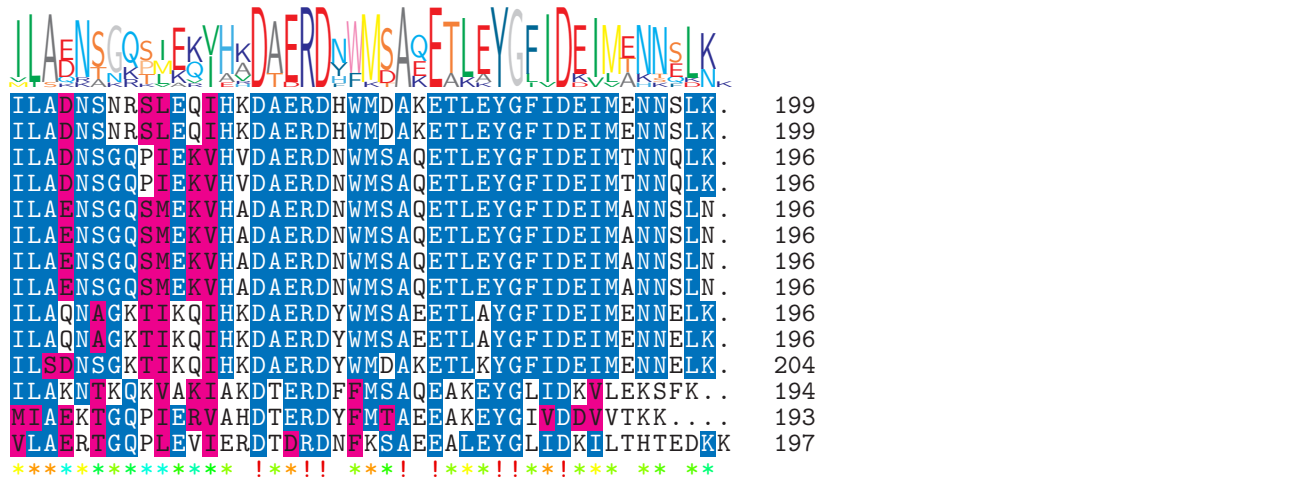 ILADNSNRSLEQIHKDAERDHWMDAKETLEYGFIDEIMENNSLK. 199
ILADNSNRSLEQIHKDAERDHWMDAKETLEYGFIDEIMENNSLK. 199
ILADNSGQPIEKVHVDAERDNWMSAQETLEYGFIDEIMTNNQLK. 196
ILADNSGQPIEKVHVDAERDNWMSAQETLEYGFIDEIMTNNQLK. 196
ILAENSGQSMEKVHADAERDNWMSAQETLEYGFIDEIMANNSLN. 196
ILAENSGQSMEKVHADAERDNWMSAQETLEYGFIDEIMANNSLN. 196
ILAENSGQSMEKVHADAERDNWMSAQETLEYGFIDEIMANNSLN. 196
ILAENSGQSMEKVHADAERDNWMSAQETLEYGFIDEIMANNSLN. 196
ILAQNAGKTIKQIHKDAERDYWMSAEETLAYGFIDEIMENNELK. 196
ILAQNAGKTIKQIHKDAERDYWMSAEETLAYGFIDEIMENNELK. 196
ILSDNSGKTIKQIHKDAERDYWMDAKETLKYGFIDEIMENNELK. 204
ILAKNTKQKVAKIAKDTERDFFMSAQEAKEYGLIDKVLEKSFK.. 194
MIAEKTGQPIERVAHDTERDYFMTAEEAKEYGIVDDVVTKK.... 193
VLAERTGQPLEVIERDTDRDNFKSAEEALEYGLIDKILTHTEDKK 197
************** !**!! ***! !***!!**!*** ** **